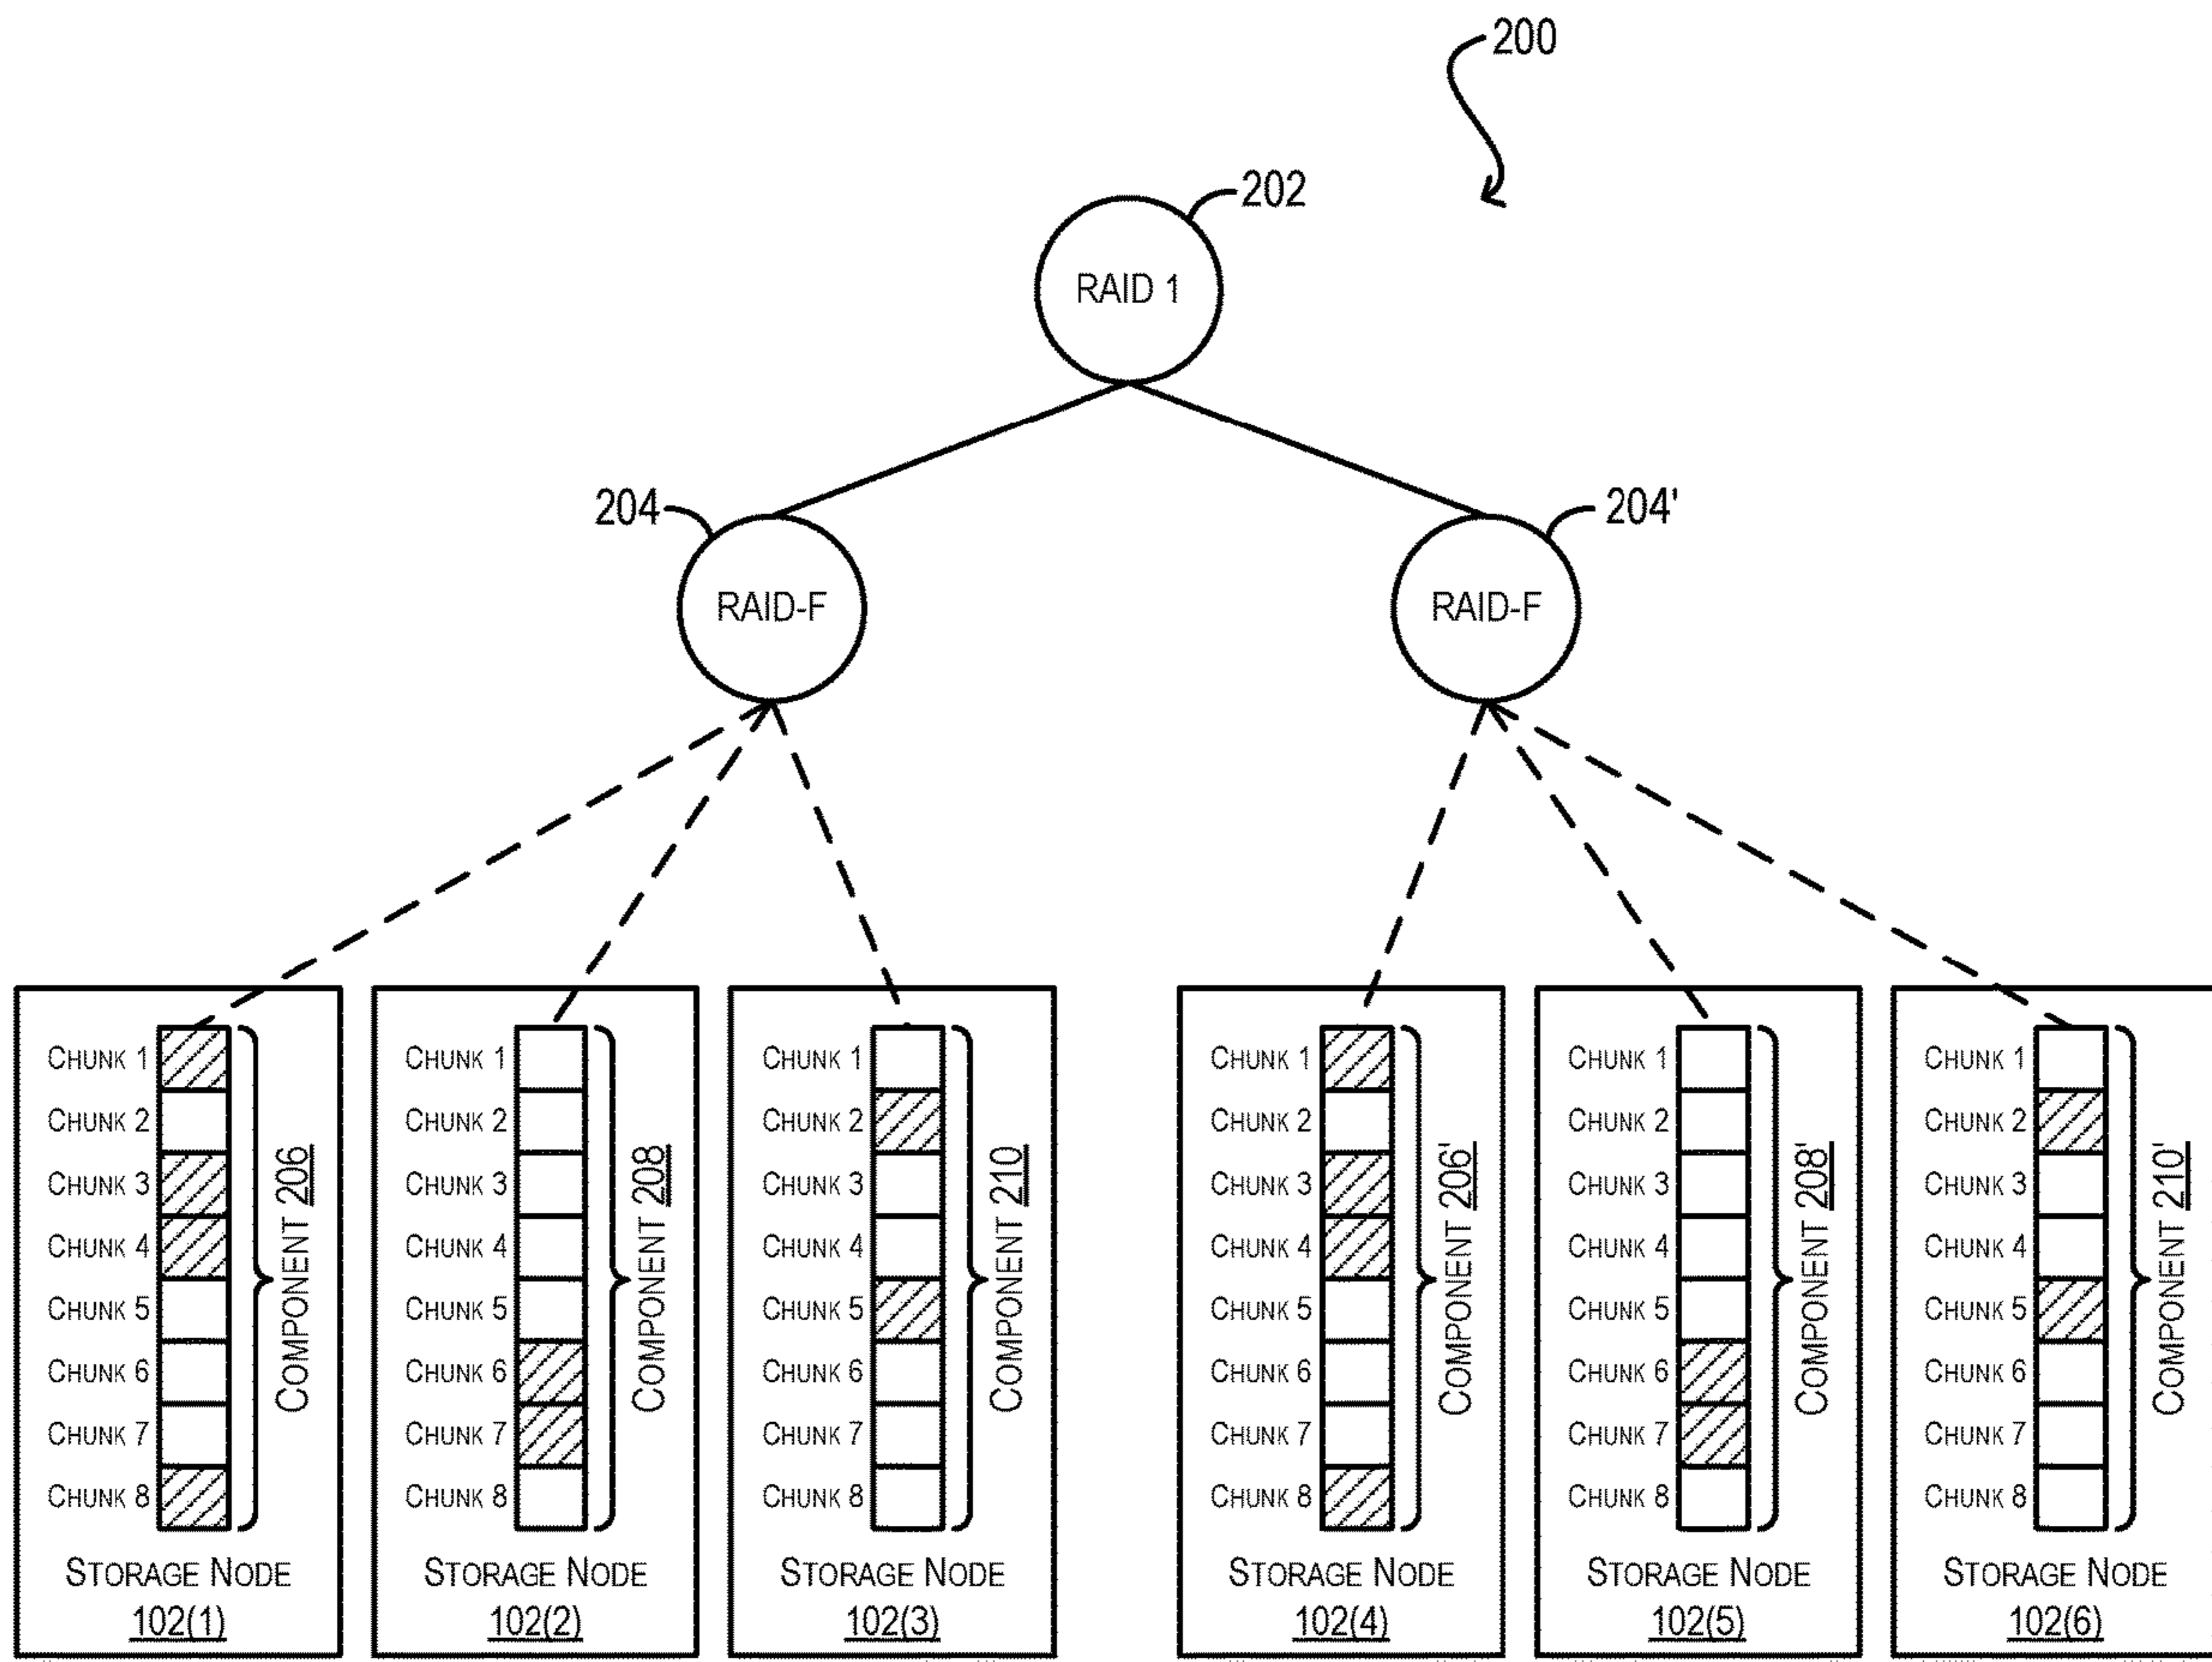 200
202
RAID 1
204
204'
RAID-F
RAID-F
CHUNK 1
CHUNK 2
CHUNK 3
CHUNK 4
CHUNK 5
CHUNK 6
CHUNK 7
CHUNK 8
COMPONENT 206
STORAGE NODE
102(1)
CHUNK 1
CHUNK 2
CHUNK 3
CHUNK 4
CHUNK 5
CHUNK 6
CHUNK 7
CHUNK 8
COMPONENT 208
STORAGE NODE
102(2)
CHUNK 1
CHUNK 2
CHUNK 3
CHUNK 4
CHUNK 5
CHUNK 6
CHUNK 7
CHUNK 8
COMPONENT 210
STORAGE NODE
102(3)
CHUNK 1
CHUNK 2
CHUNK 3
CHUNK 4
CHUNK 5
CHUNK 6
CHUNK 7
CHUNK 8
COMPONENT 206'
STORAGE NODE
102(4)
CHUNK 1
CHUNK 2
CHUNK 3
CHUNK 4
CHUNK 5
CHUNK 6
CHUNK 7
CHUNK 8
COMPONENT 208'
STORAGE NODE
102(5)
CHUNK 1
CHUNK 2
CHUNK 3
CHUNK 4
CHUNK 5
CHUNK 6
CHUNK 7
CHUNK 8
COMPONENT 210'
STORAGE NODE
102(6)